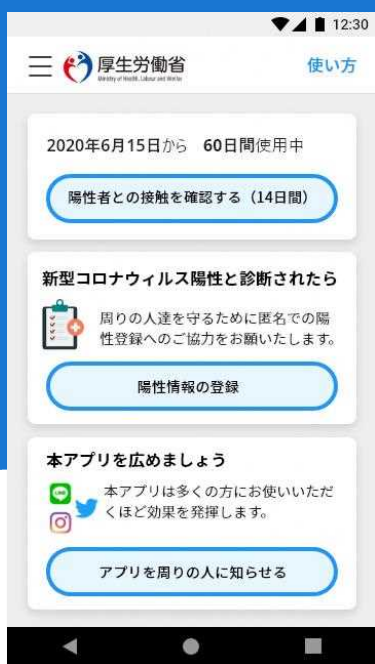 12:30
厚生労働省
Ministry of Health, Labour and Welfare
使い方
2020年6月15日から 60日間使用中
陽性者との接触を確認する（14日間）
新型コロナウィルス陽性と診断されたら
周りの人達を守るために匿名での陽
性登録へのご協力をお願いたします。
陽性情報の登録
本アプリを広めましょう
LINE
本アプリは多くの方にお使いいただ
くほど効果を発揮します。
アプリを周りの人に知らせる